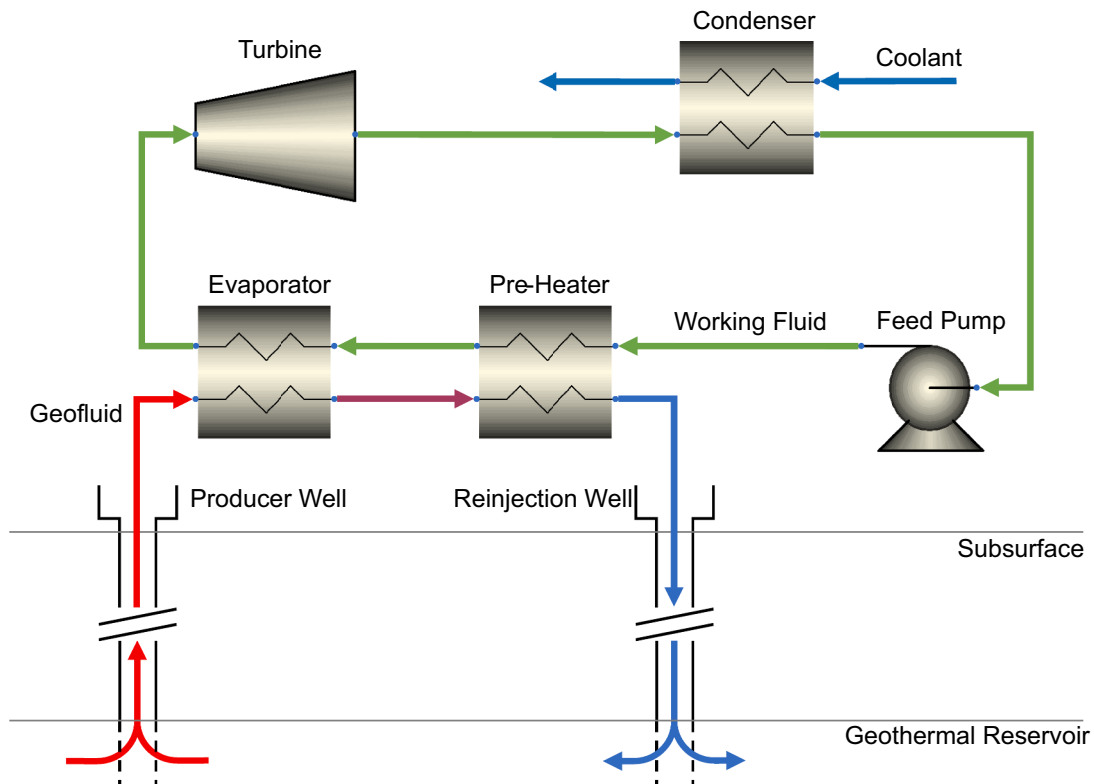 Condenser
Turbine
Coolant
Evaporator
Pre-Heater
Working Fluid
Feed Pump
Geofluid
Producer Well
Reinjection Well
Subsurface
Geothermal Reservoir